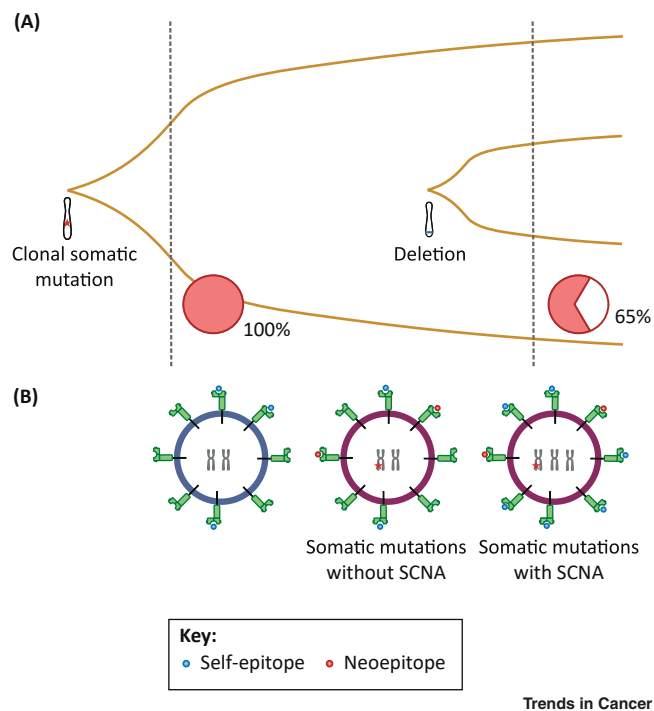 (A)
Clonal somatic
mutation
Deletion
100%
65%
(B)
Somatic mutations
without SCNA
Somatic mutations
with SCNA
Key:
Self-epitope
Neoepitope
Trends in Cancer